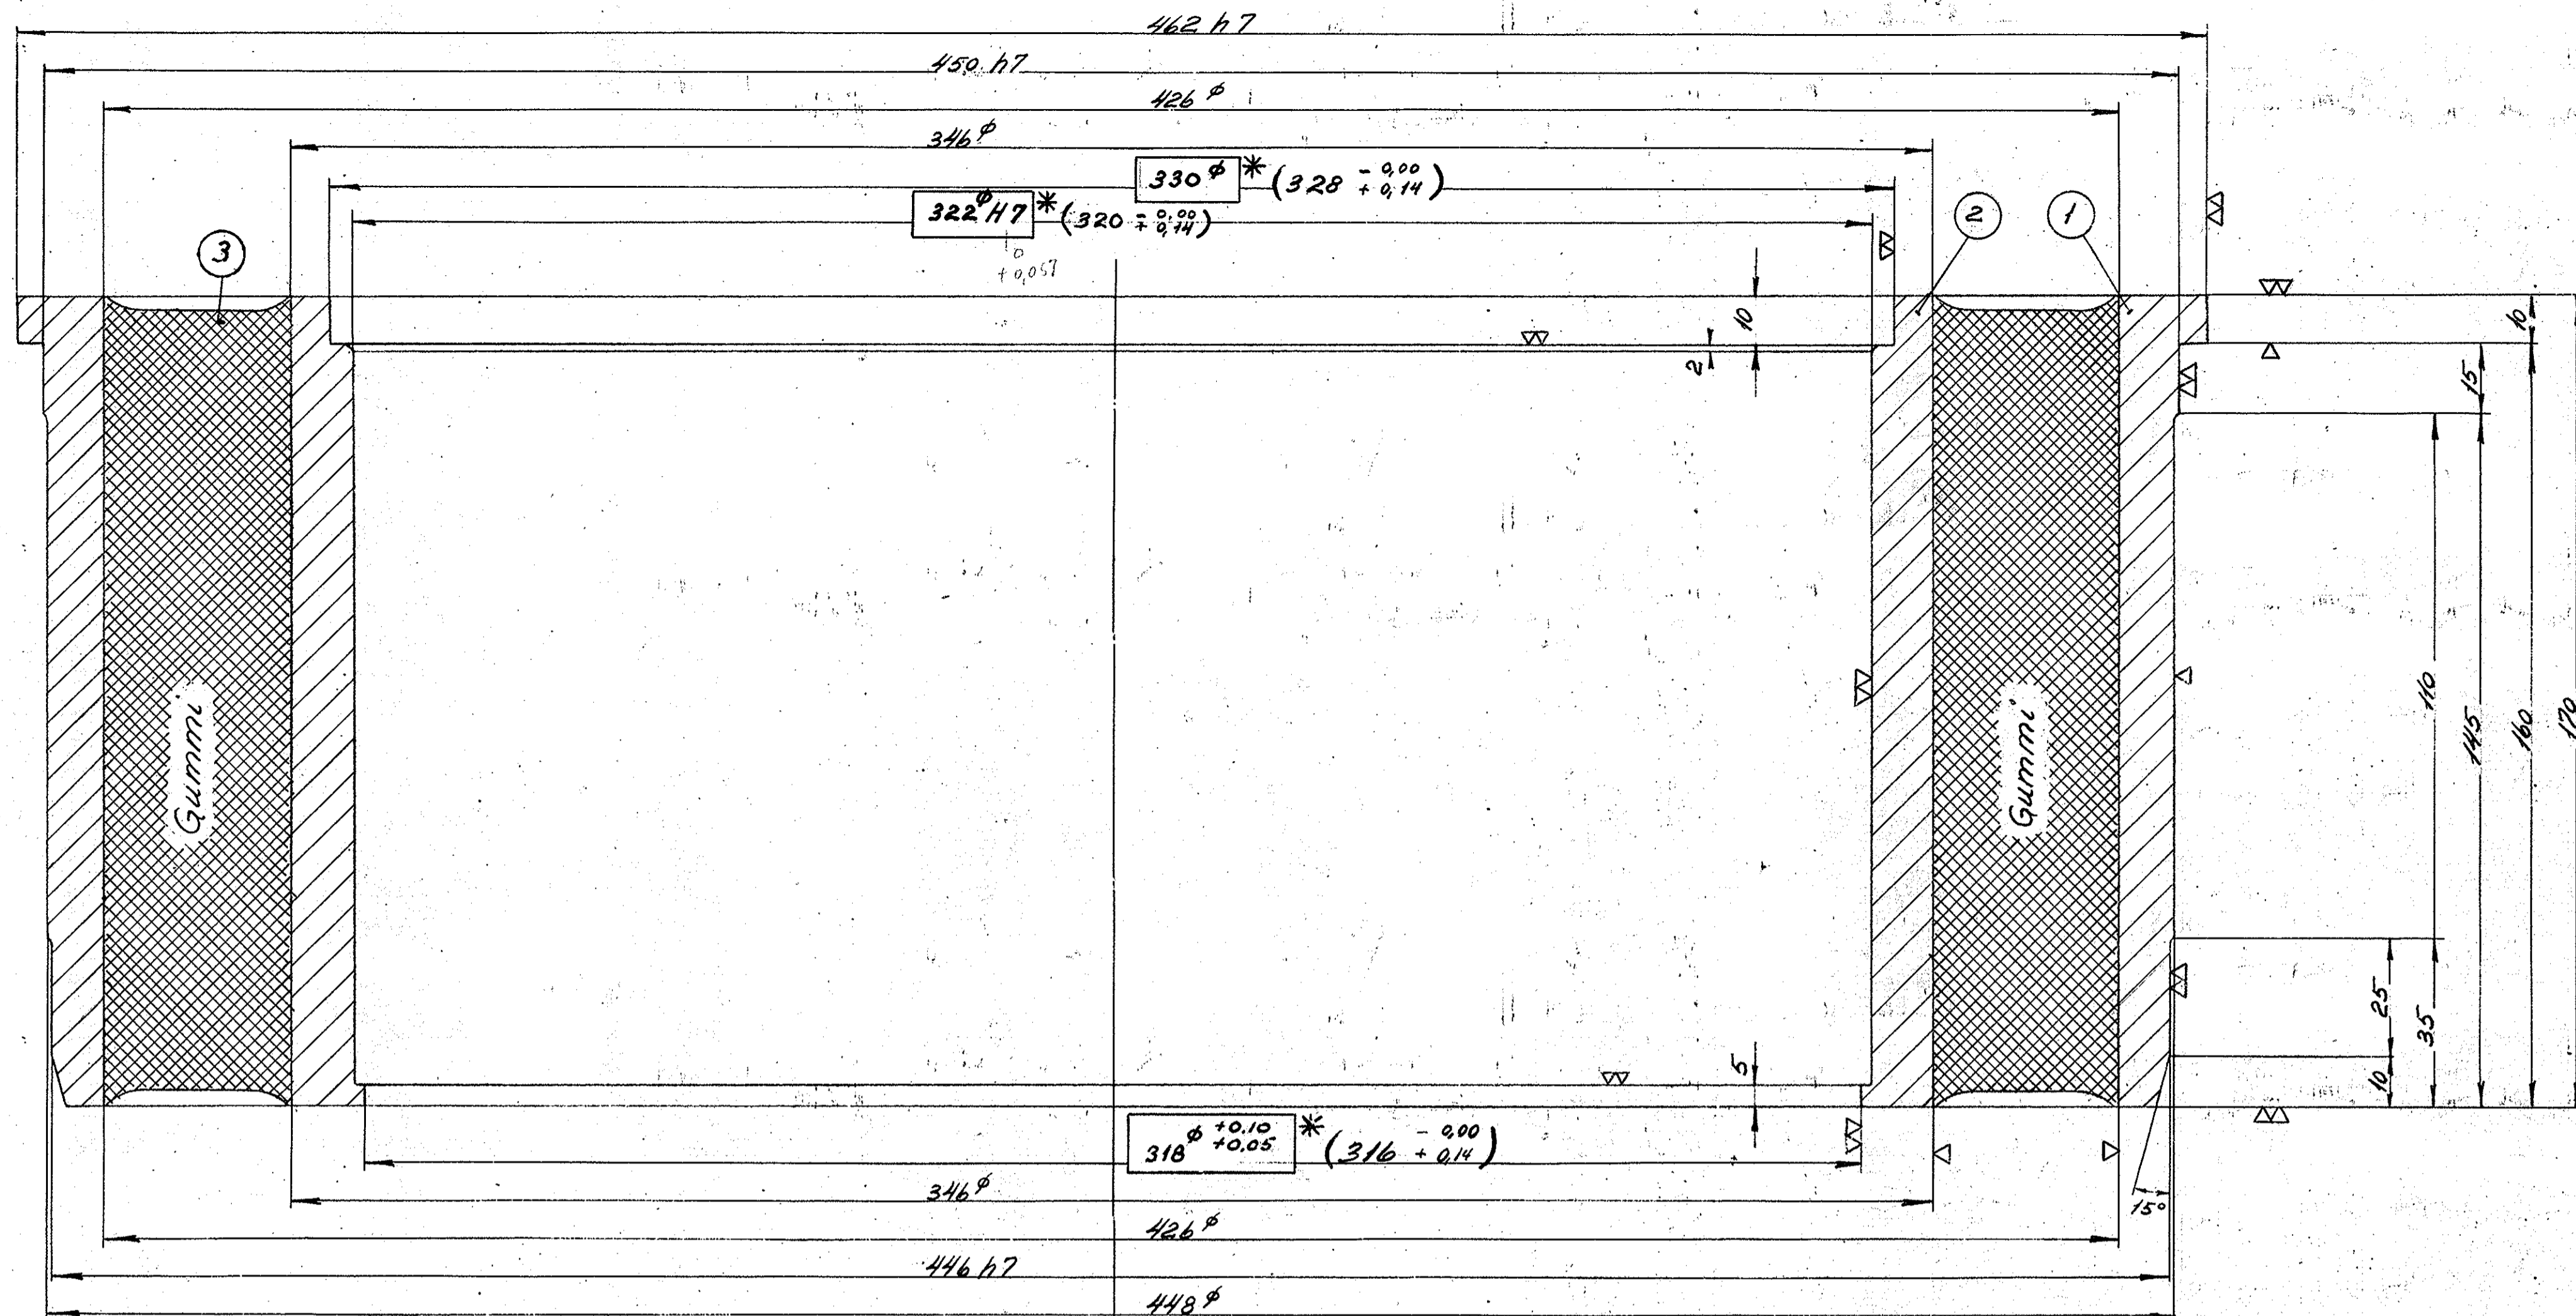 462 h7
450 h7
426 ø
346 ø
330 ø * (328 - 0,00 + 0,14)
322 ø H7 * (320 - 0,00 + 0,14)
0
+ 0,057
3
2
1
10
2
10
15
Gummi
Gummi
110
145
160
170
25
35
10
5
318 ø +0.10 +0.05 * (316 - 0,00 + 0,14)
15°
346 ø
426 ø
446 h7
448 ø